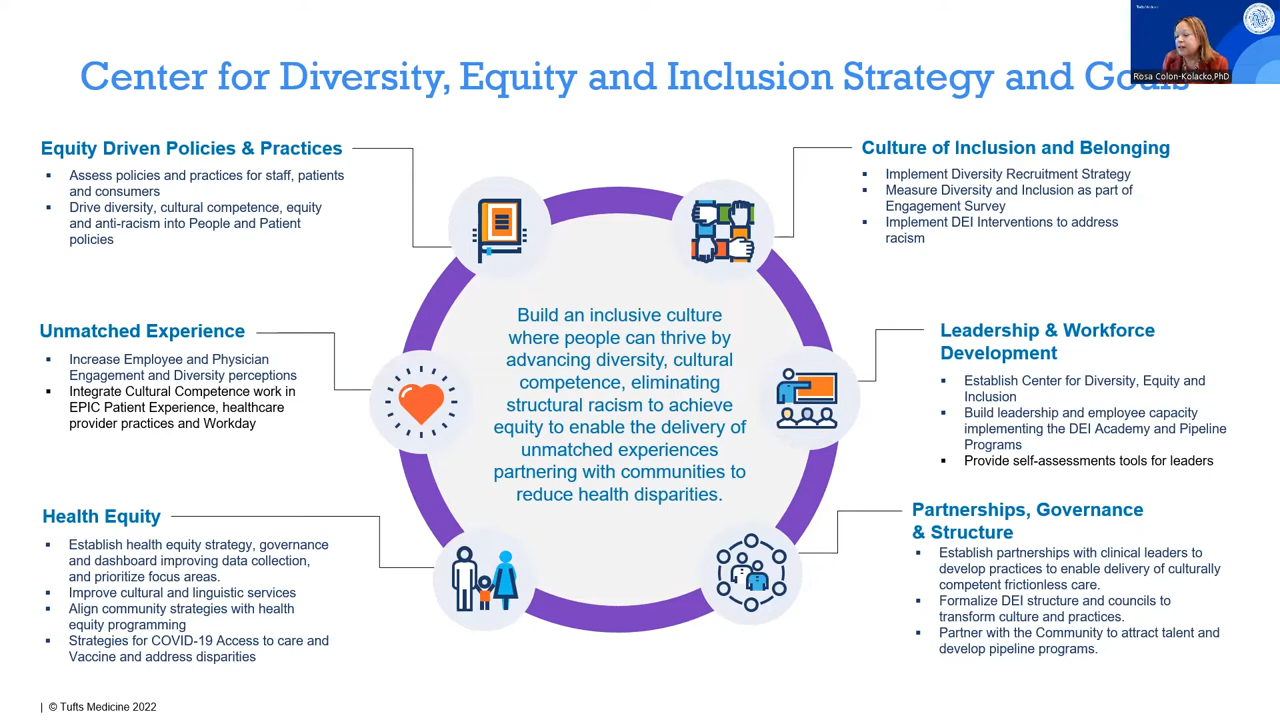 Center for Diversity, Equity and Inclusion Strategy and Goals
Rosa Colon-Kolacko,PhD
Equity Driven Policies & Practices
Assess policies and practices for staff, patients
and consumers
Drive diversity, cultural competence, equity
and anti-racism into People and Patient
policies
Culture of Inclusion and Belonging
Implement Diversity Recruitment Strategy
Measure Diversity and Inclusion as part of
Engagement Survey
Implement DEI Interventions to address
racism
Unmatched Experience
Increase Employee and Physician
Engagement and Diversity perceptions
Integrate Cultural Competence work in
EPIC Patient Experience, healthcare
provider practices and Workday
Build an inclusive culture
where people can thrive by
advancing diversity, cultural
competence, eliminating
structural racism to achieve
equity to enable the delivery of
unmatched experiences
partnering with communities to
reduce health disparities.
Leadership & Workforce
Development
Establish Center for Diversity, Equity and
Inclusion
Build leadership and employee capacity
implementing the DEI Academy and Pipeline
Programs
Provide self-assessments tools for leaders
Health Equity
Establish health equity strategy, governance
and dashboard improving data collection,
and prioritize focus areas.
Improve cultural and linguistic services
Align community strategies with health
equity programming
Strategies for COVID-19 Access to care and
Vaccine and address disparities
Partnerships, Governance
& Structure
Establish partnerships with clinical leaders to
develop practices to enable delivery of culturally
competent frictionless care.
Formalize DEI structure and councils to
transform culture and practices.
Partner with the Community to attract talent and
develop pipeline programs.
| © Tufts Medicine 2022